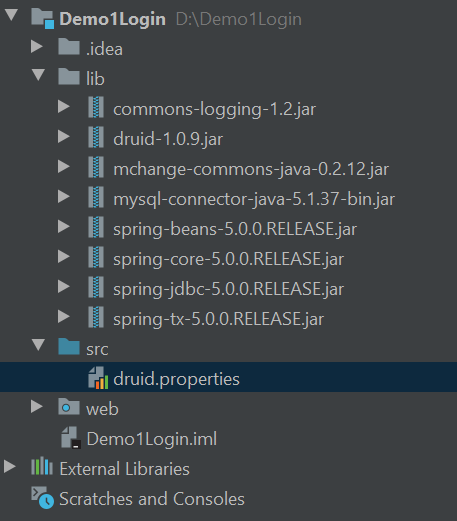 Demo1Login D:\Demo1Login
.idea
lib
commons-logging-1.2.jar
druid-1.0.9.jar
mchange-commons-java-0.2.12.jar
mysql-connector-java-5.1.37-bin.jar
spring-beans-5.0.0.RELEASE.jar
spring-core-5.0.0.RELEASE.jar
spring-jdbc-5.0.0.RELEASE.jar
spring-tx-5.0.0.RELEASE.jar
src
druid.properties
web
Demo1Login.iml
External Libraries
Scratches and Consoles